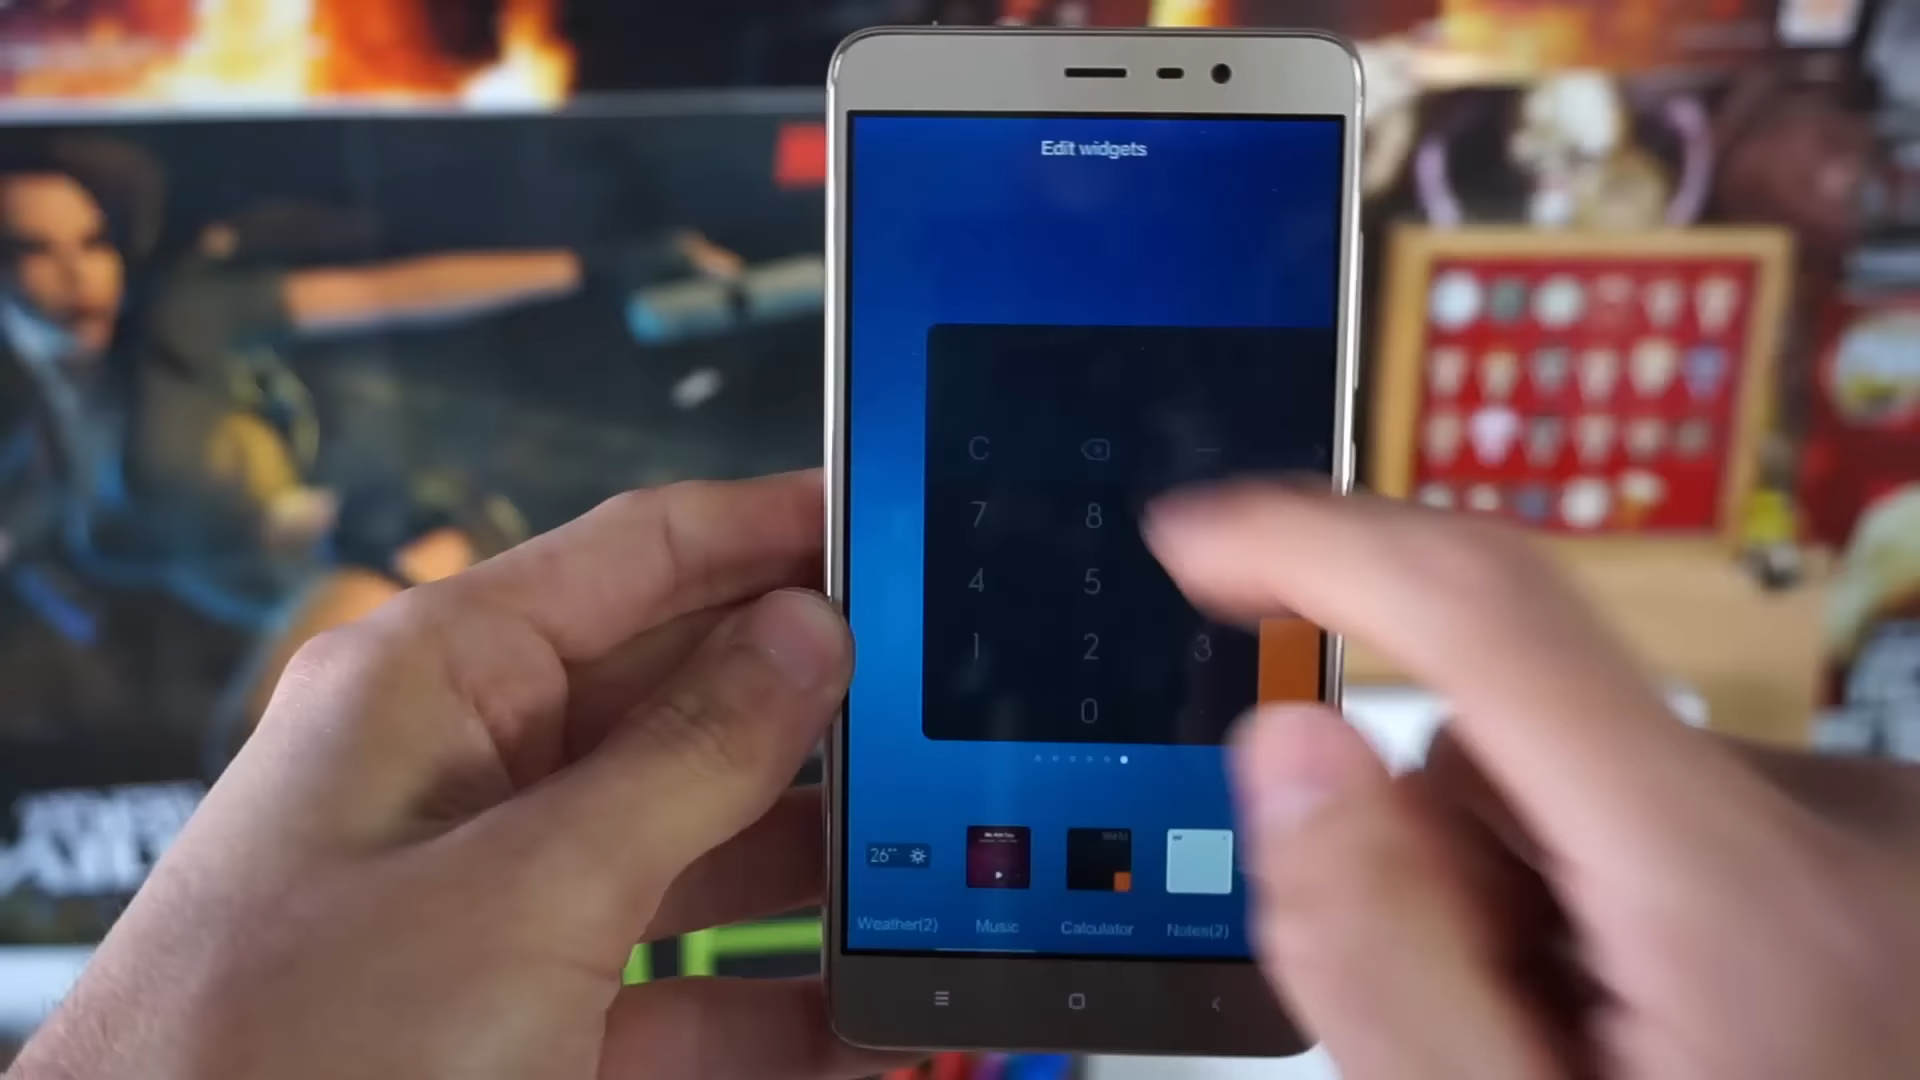 Edit widgets
C
7 8
4 5
1 2 3
0
26°
Weather(2) Music Calculator Notes(2)